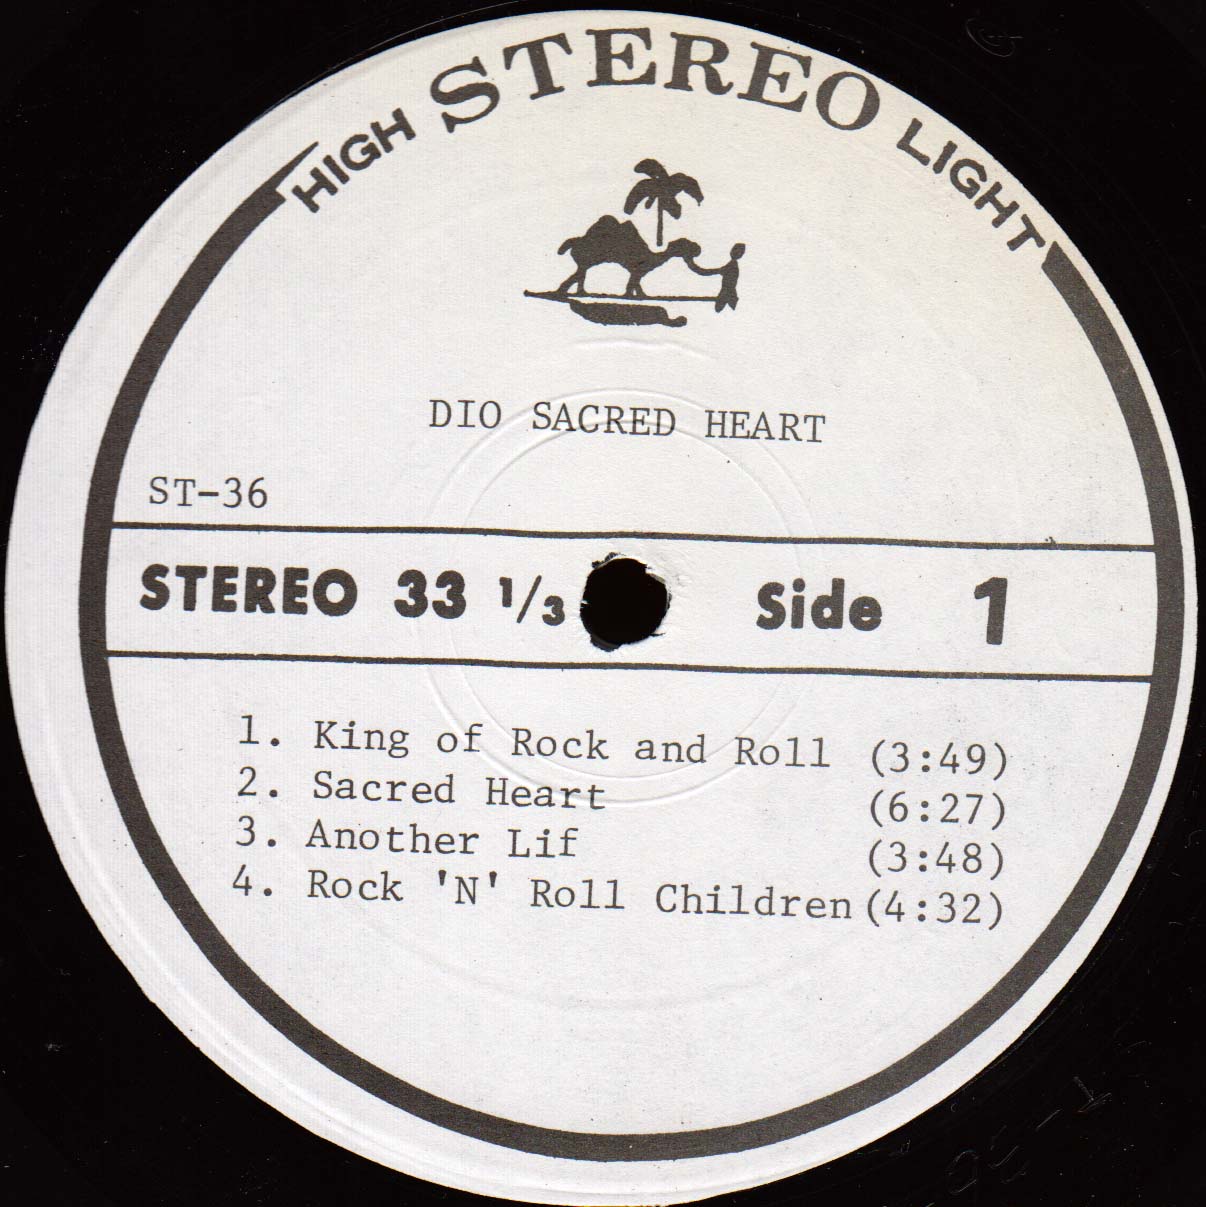 HIGH STEREO LIGHT
DIO SACRED HEART
ST-36
STEREO 33 1/3 Side 1
1. King of Rock and Roll (3:49)
2. Sacred Heart (6:27)
3. Another Lif (3:48)
4. Rock 'N' Roll Children (4:32)